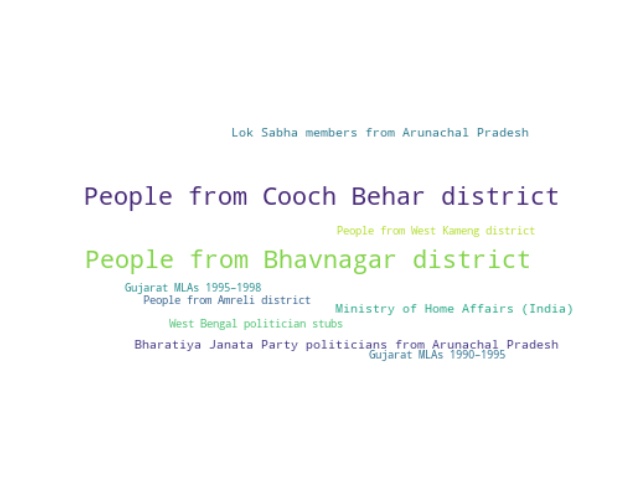 Lok Sabha members from Arunachal Pradesh
People from Cooch Behar district
People from West Kameng district
People from Bhavnagar district
Gujarat MLAs 1995–1998
People from Amreli district
Ministry of Home Affairs (India)
West Bengal politician stubs
Bharatiya Janata Party politicians from Arunachal Pradesh
Gujarat MLAs 1990–1995